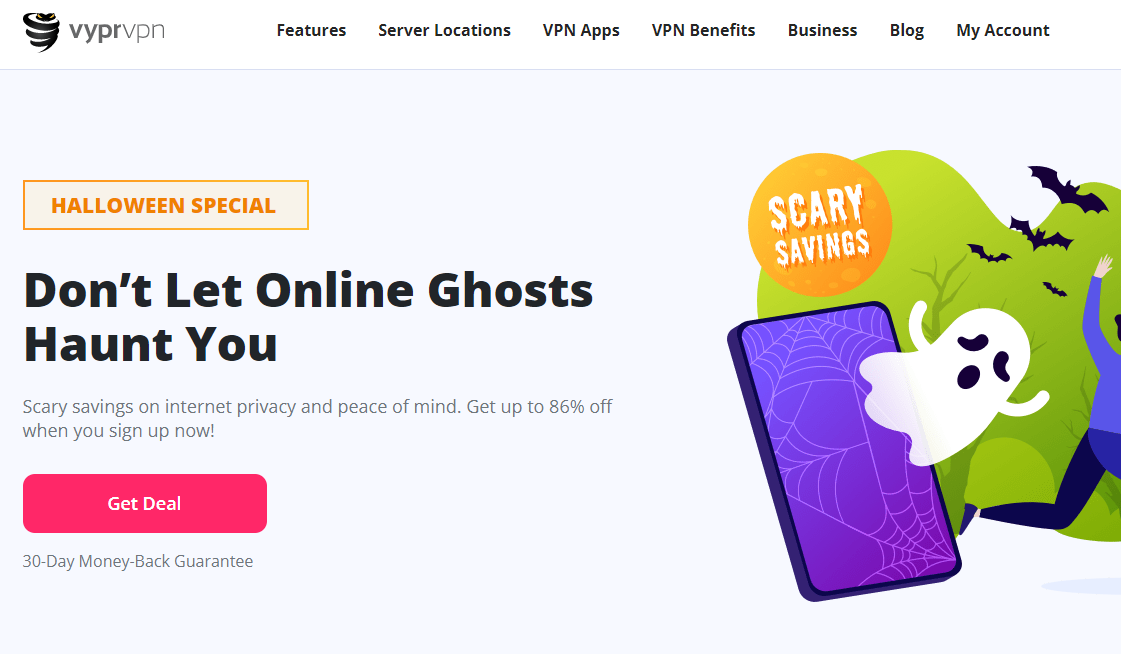 vyprvpn
Features Server Locations VPN Apps VPN Benefits Business Blog My Account
HALLOWEEN SPECIAL
SCARY
SAVINGS
Don’t Let Online Ghosts
Haunt You
Scary savings on internet privacy and peace of mind. Get up to 86% off
when you sign up now!
Get Deal
30-Day Money-Back Guarantee